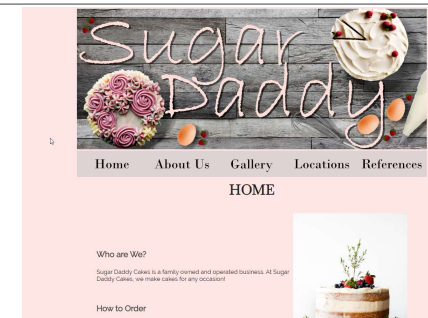 Sugar
Daddy
Home About Us Gallery Locations References
HOME
Who are We?
Sugar Daddy Cakes is a family owned and operated business. At Sugar
Daddy Cakes, we make cakes for any occasion!
How to Order